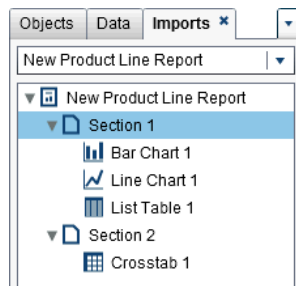 Objects Data Imports
New Product Line Report
New Product Line Report
Section 1
Bar Chart 1
Line Chart 1
List Table 1
Section 2
Crosstab 1